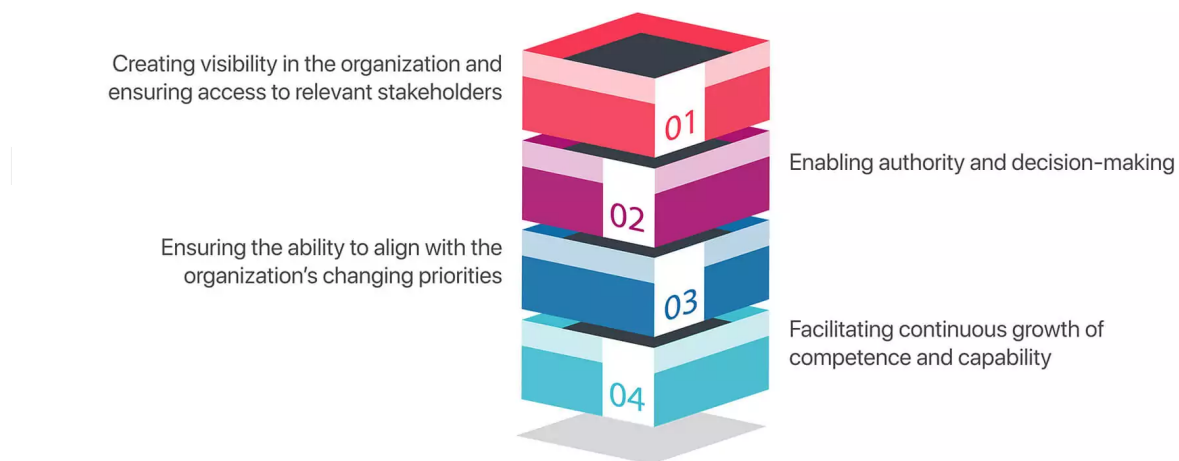 Creating visibility in the organization and
ensuring access to relevant stakeholders
01
Enabling authority and decision-making
02
Ensuring the ability to align with the
organization’s changing priorities
03
Facilitating continuous growth of
competence and capability
04